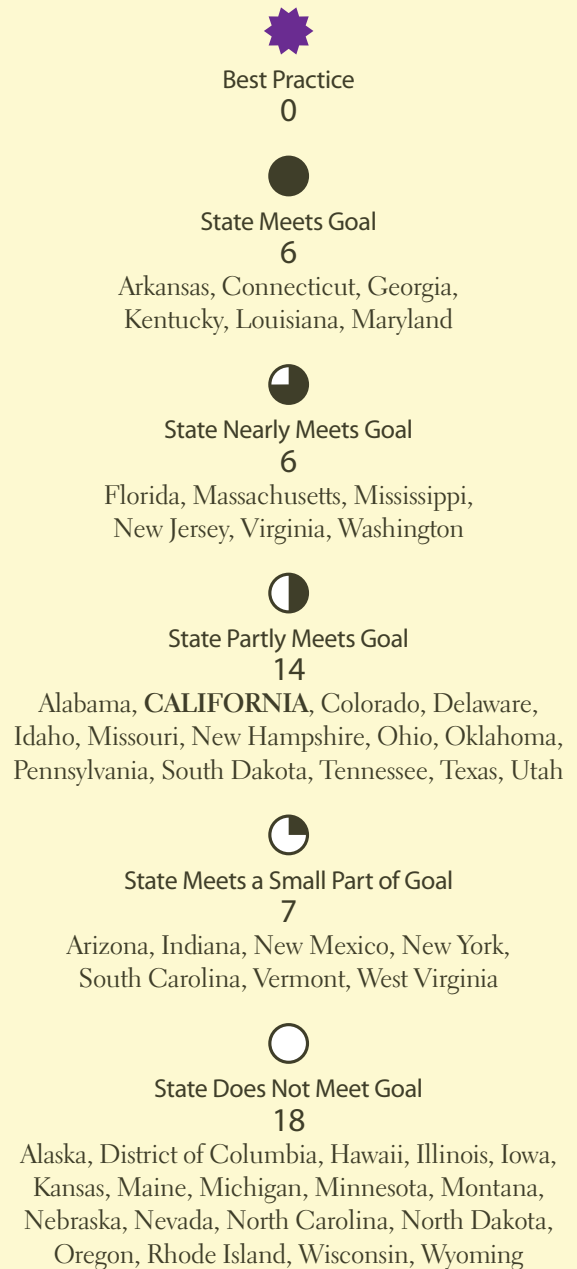 Best Practice
0
State Meets Goal
6
Arkansas, Connecticut, Georgia,
Kentucky, Louisiana, Maryland
State Nearly Meets Goal
6
Florida, Massachusetts, Mississippi,
New Jersey, Virginia, Washington
State Partly Meets Goal
14
Alabama, CALIFORNIA, Colorado, Delaware,
Idaho, Missouri, New Hampshire, Ohio, Oklahoma,
Pennsylvania, South Dakota, Tennessee, Texas, Utah
State Meets a Small Part of Goal
7
Arizona, Indiana, New Mexico, New York,
South Carolina, Vermont, West Virginia
State Does Not Meet Goal
18
Alaska, District of Columbia, Hawaii, Illinois, Iowa,
Kansas, Maine, Michigan, Minnesota, Montana,
Nebraska, Nevada, North Carolina, North Dakota,
Oregon, Rhode Island, Wisconsin, Wyoming